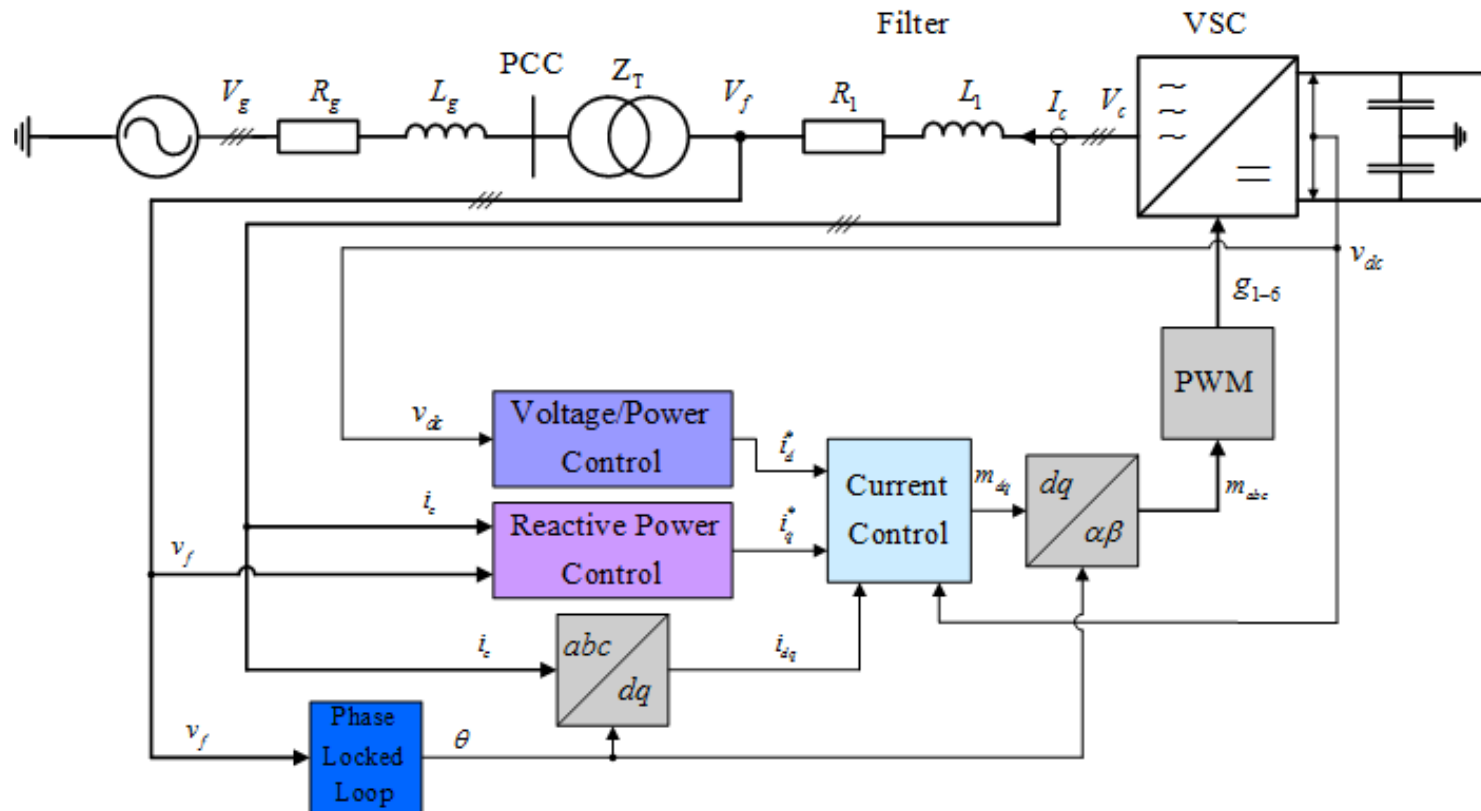 Filter VSC
PCC Z_T
V_g R_g L_g V_f R_1 L_1 I_c V_c
v_dc
g_1–6
PWM
v_dc Voltage/Power Control i_d^*
m_abc
i_c Reactive Power Control i_q^*
v_f
Current Control m_dq dq αβ
i_c abc dq i_dq
v_f Phase Locked Loop θ